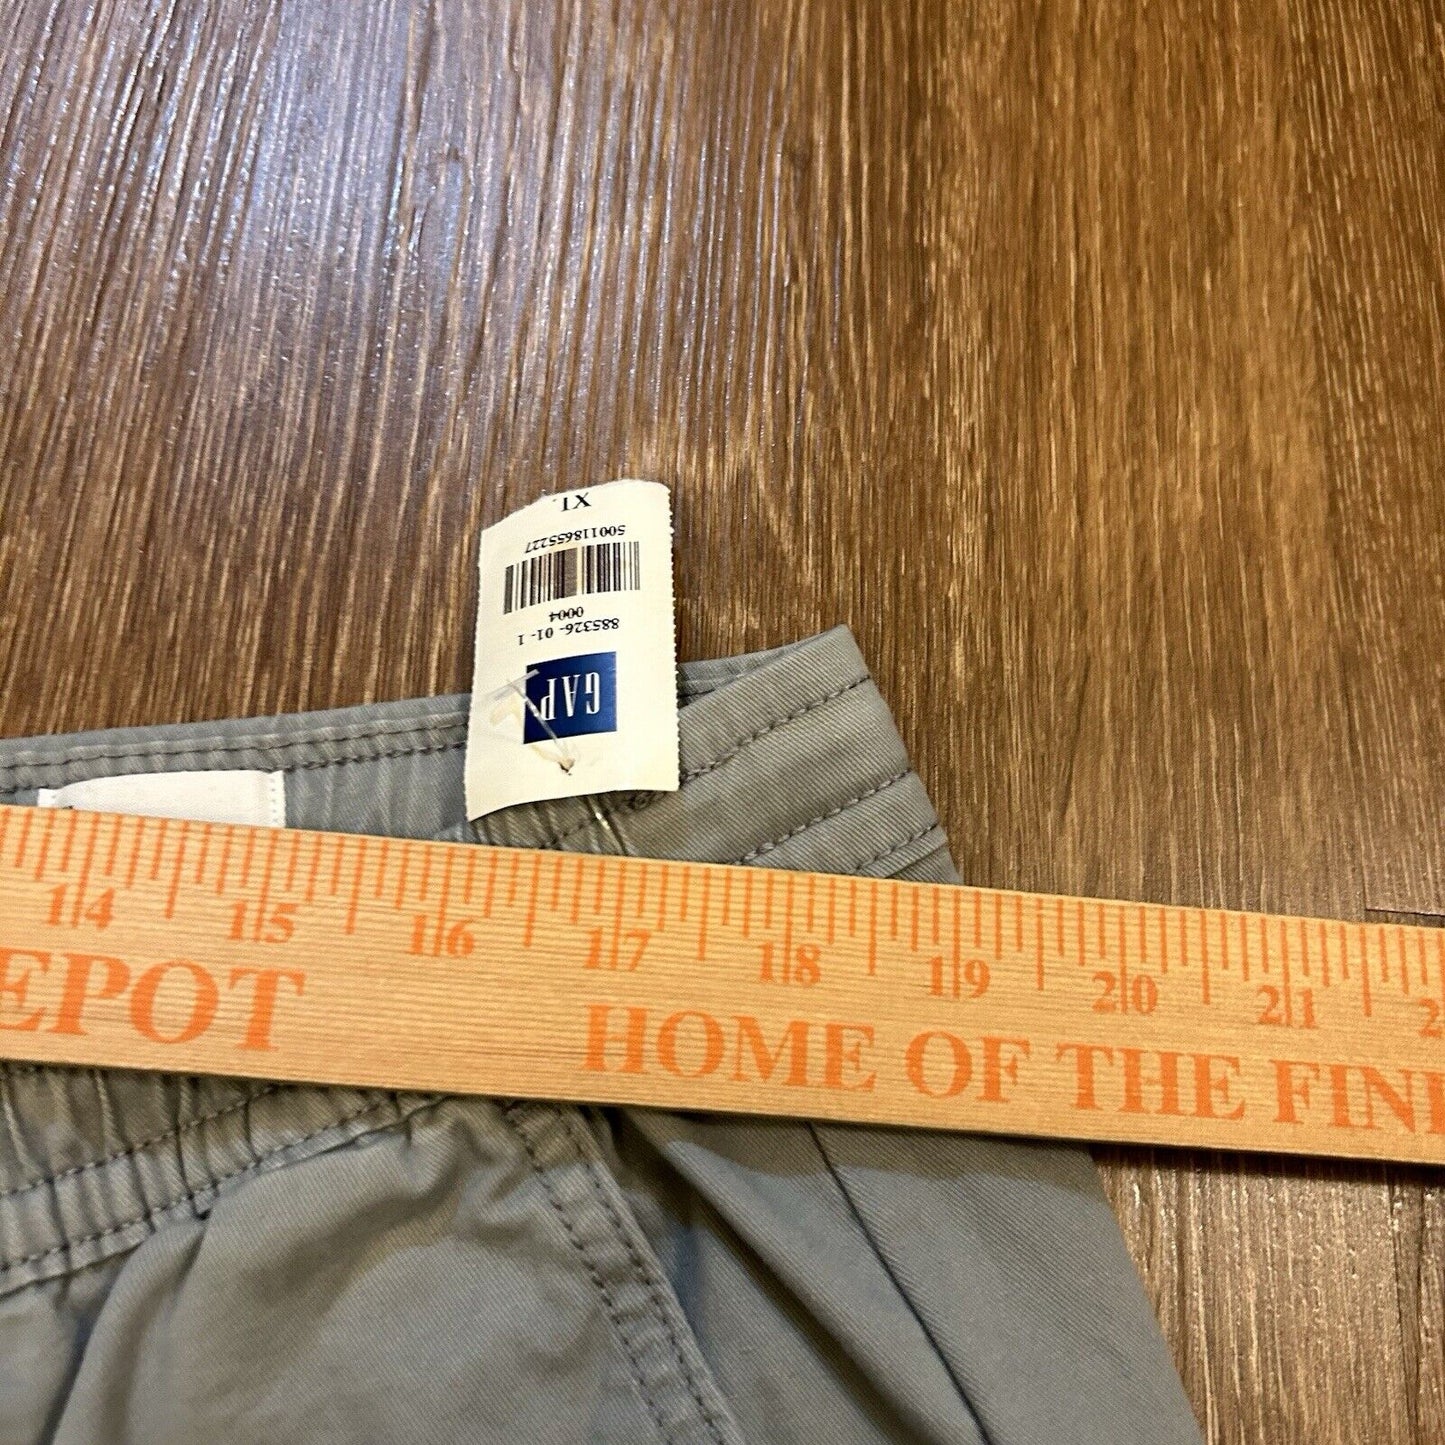 GAP
885326-01-1
0004
500118655227
XL
14 15 16 17 18 19 20 21 2
EPOT HOME OF THE FIN